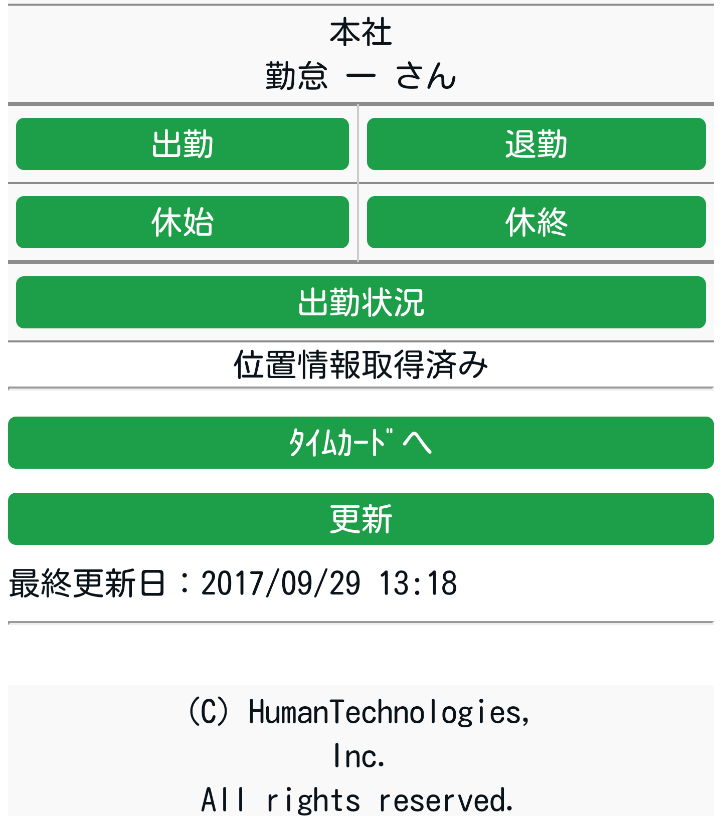 本社
勤怠 一 さん
出勤 退勤
休始 休終
出勤状況
位置情報取得済み
ﾀｲﾑｶｰﾄﾞへ
更新
最終更新日：2017/09/29 13:18
(C) HumanTechnologies,
Inc.
All rights reserved.